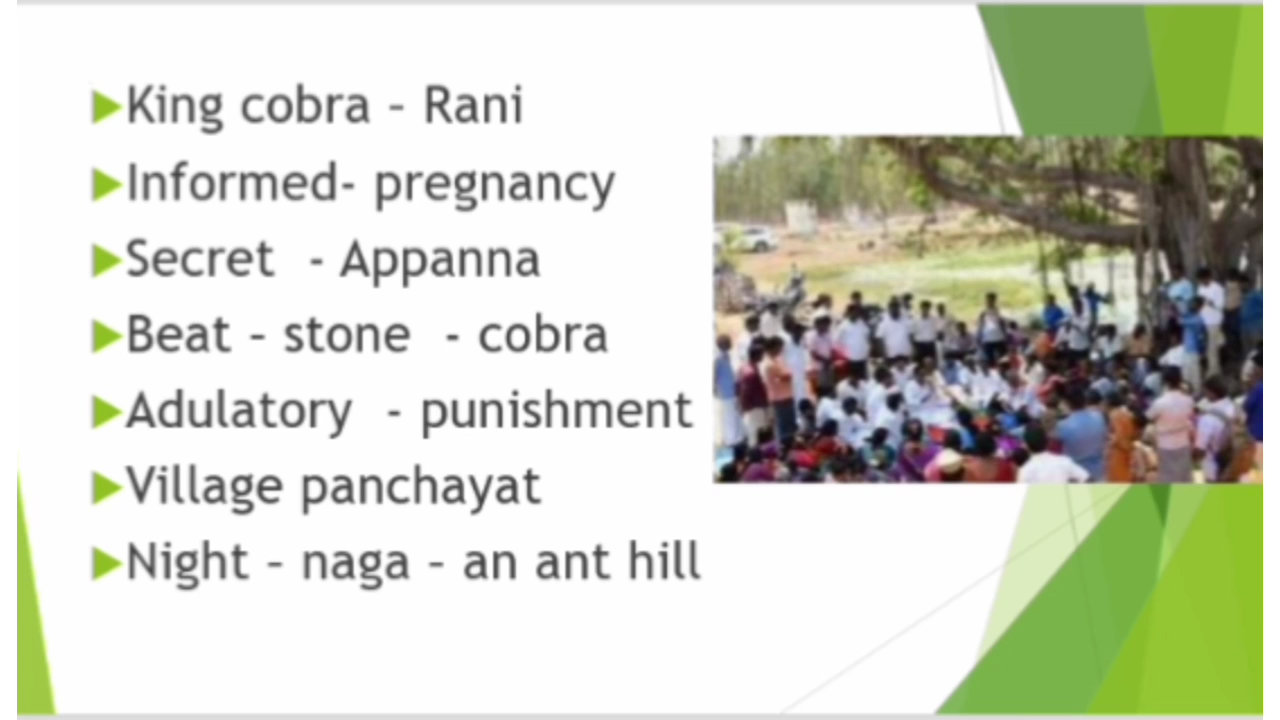 King cobra – Rani
Informed- pregnancy
Secret - Appanna
Beat – stone - cobra
Adulatory - punishment
Village panchayat
Night – naga – an ant hill